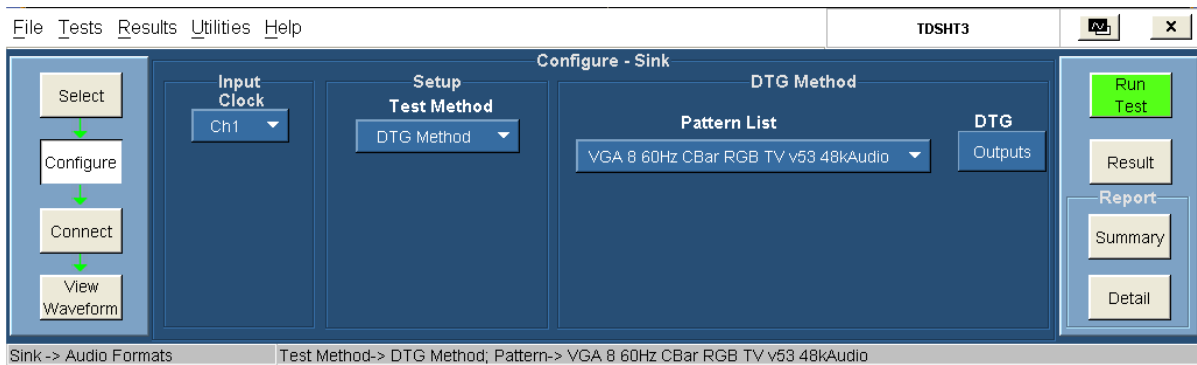 File Tests Results Utilities Help
TDSHT3
x
Configure - Sink
Select
Configure
Connect
View
Waveform
Input
Clock
Ch1
Setup
Test Method
DTG Method
DTG Method
Pattern List
VGA 8 60Hz CBar RGB TV v53 48kAudio
DTG
Outputs
Run
Test
Result
Report
Summary
Detail
Sink -> Audio Formats
Test Method-> DTG Method; Pattern-> VGA 8 60Hz CBar RGB TV v53 48kAudio